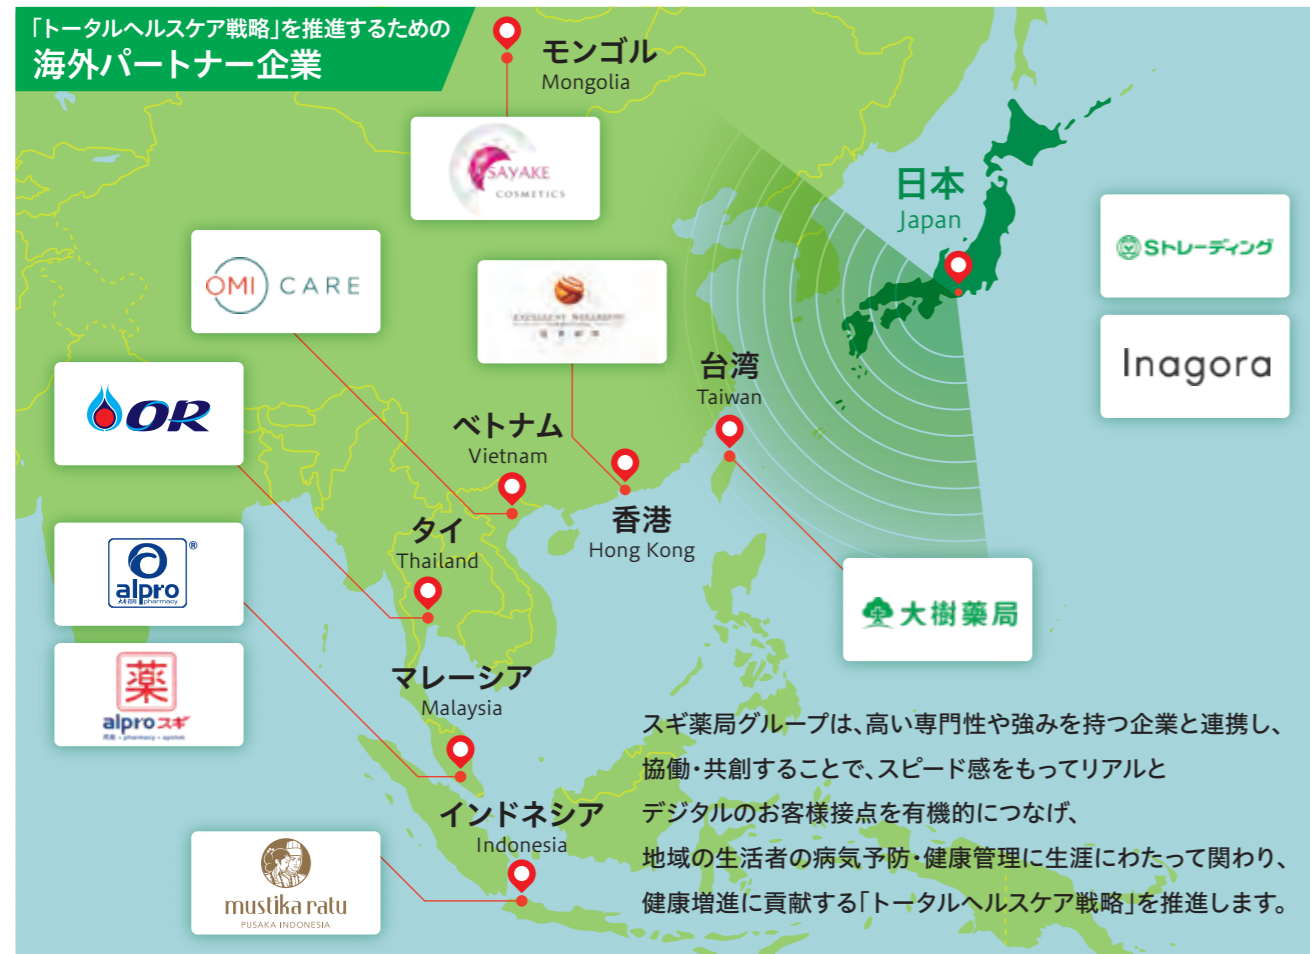 「トータルヘルスケア戦略」を推進するための
海外パートナー企業
モンゴル
Mongolia
SAYAKE
COSMETICS
日本
Japan
Sトレーディング
Inagora
OMI CARE
台湾
Taiwan
OR
ベトナム
Vietnam
香港
Hong Kong
タイ
Thailand
alpro
pharmacy
®
大樹藥局
薬
alproスギ
マレーシア
Malaysia
インドネシア
Indonesia
mustika ratu
PUSAKA INDONESIA
スギ薬局グループは、高い専門性や強みを持つ企業と連携し、
協働・共創することで、スピード感をもってリアルと
デジタルのお客様接点を有機的につなげ、
地域の生活者の病気予防・健康管理に生涯にわたって関わり、
健康増進に貢献する「トータルヘルスケア戦略」を推進します。